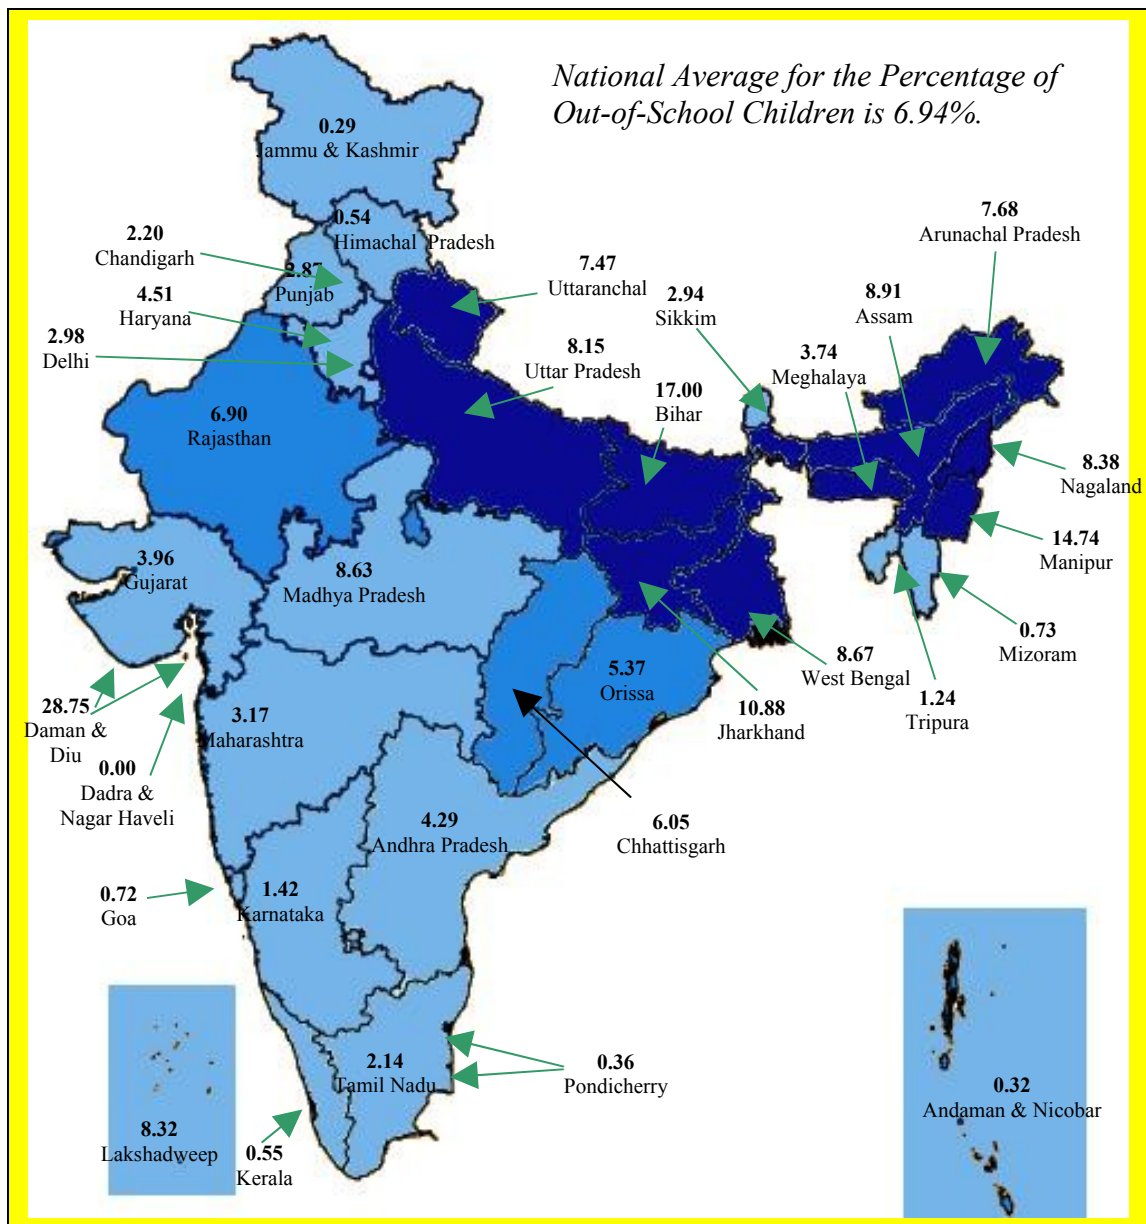 National Average for the Percentage of
Out-of-School Children is 6.94%.
0.29
Jammu & Kashmir
0.54
Himachal Pradesh
2.20
Chandigarh
2.87
Punjab
4.51
Haryana
2.98
Delhi
7.47
Uttaranchal
2.94
Sikkim
7.68
Arunachal Pradesh
8.91
Assam
3.74
Meghalaya
8.15
Uttar Pradesh
17.00
Bihar
6.90
Rajasthan
8.38
Nagaland
14.74
Manipur
3.96
Gujarat
8.63
Madhya Pradesh
0.73
Mizoram
8.67
West Bengal
1.24
Tripura
5.37
Orissa
10.88
Jharkhand
28.75
Daman &
Diu
3.17
Maharashtra
0.00
Dadra &
Nagar Haveli
4.29
Andhra Pradesh
6.05
Chhattisgarh
0.72
Goa
1.42
Karnataka
2.14
Tamil Nadu
0.36
Pondicherry
0.32
Andaman & Nicobar
8.32
Lakshadweep
0.55
Kerala